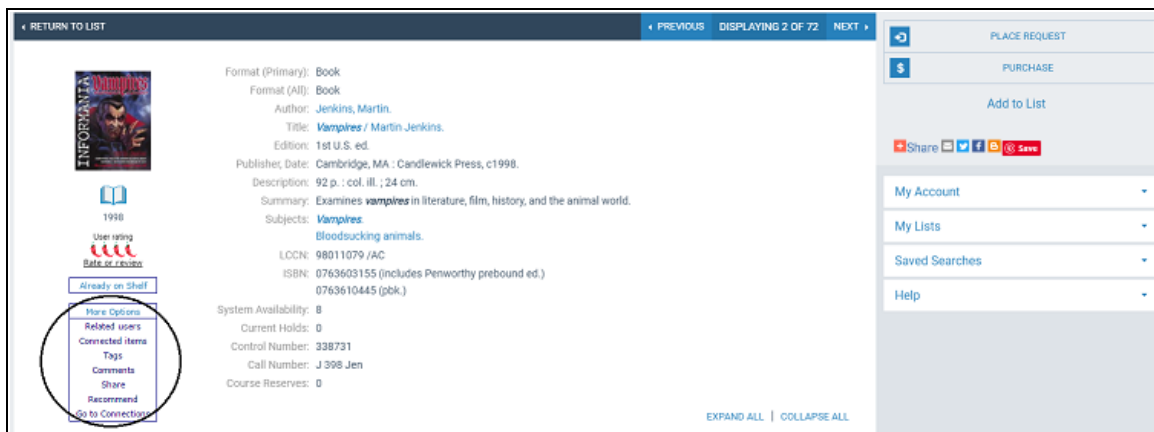 RETURN TO LIST
PREVIOUS DISPLAYING 2 OF 72 NEXT
INFORMANIA
Vampires
1998
User rating
Rate or review
Already on Shelf
More Options
Related users
Connected items
Tags
Comments
Share
Recommend
Go to Connections
Format (Primary): Book
Format (All): Book
Author: Jenkins, Martin.
Title: Vampires / Martin Jenkins.
Edition: 1st U.S. ed.
Publisher, Date: Cambridge, MA : Candlewick Press, c1998.
Description: 92 p. : col. ill. ; 24 cm.
Summary: Examines vampires in literature, film, history, and the animal world.
Subjects: Vampires.
Bloodsucking animals.
LCCN: 98011079 /AC
ISBN: 0763603155 (includes Penworthy prebound ed.)
0763610445 (pbk.)
System Availability: 8
Current Holds: 0
Control Number: 338731
Call Number: J 398 Jen
Course Reserves: 0
EXPAND ALL | COLLAPSE ALL
PLACE REQUEST
$ PURCHASE
Add to List
Share Save
My Account
My Lists
Saved Searches
Help